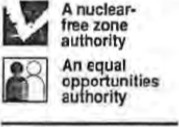 A nuclear-
free zone
authority
An equal
opportunities
authority